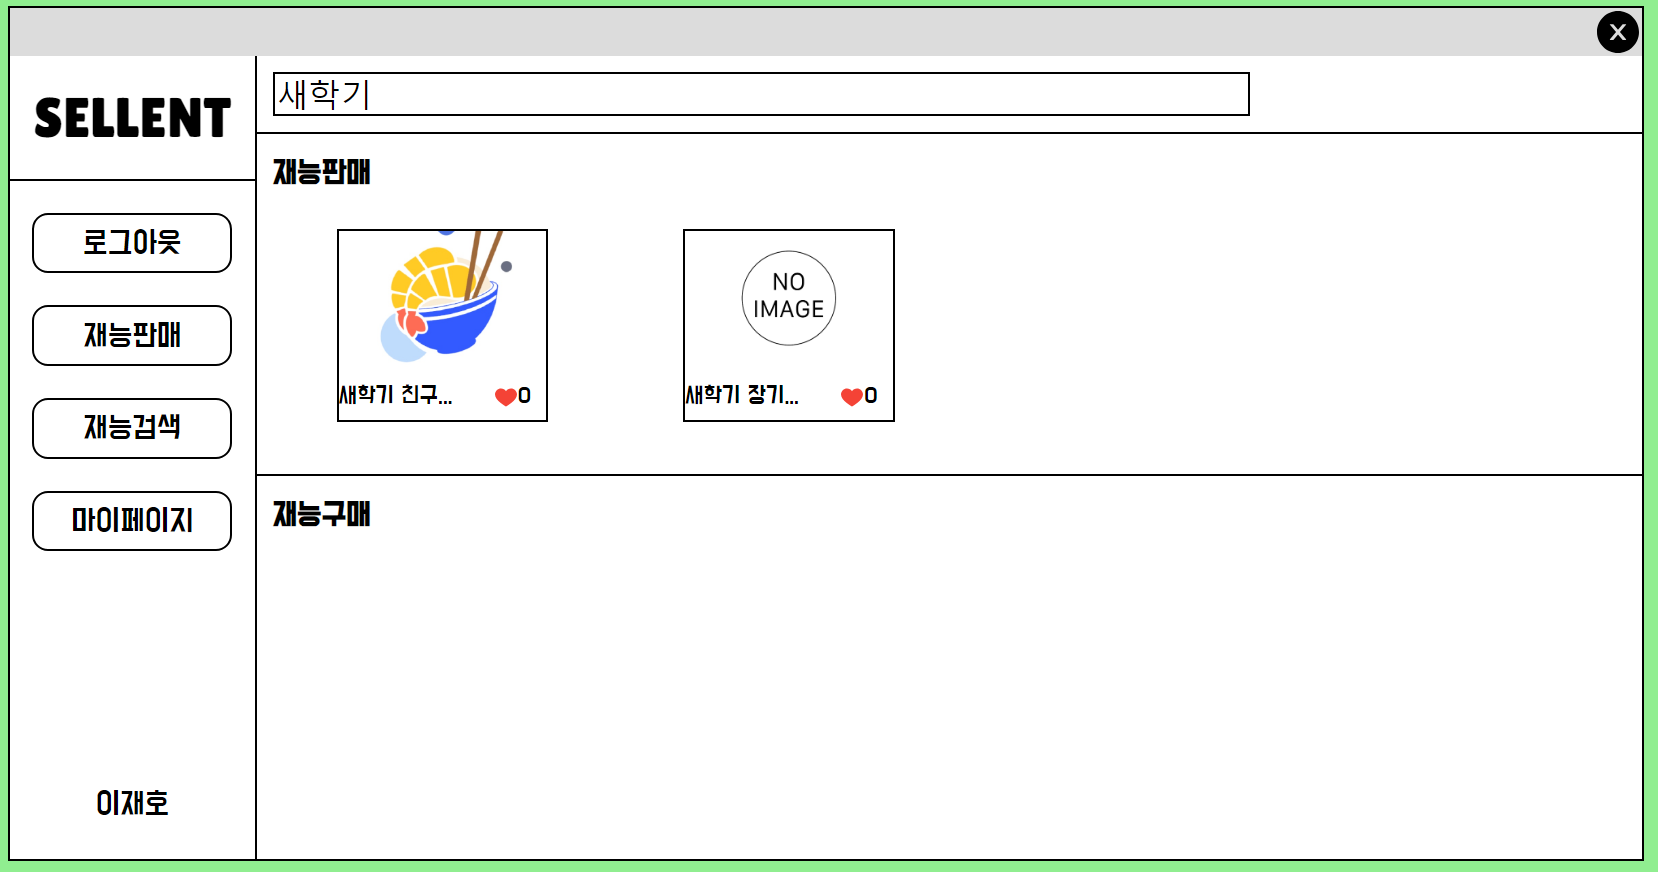 X
SELLENT
로그아웃
재능판매
재능검색
마이페이지
이재호
새학기
재능판매
NO
IMAGE
새학기 친구... 0
새학기 장기... 0
재능구매